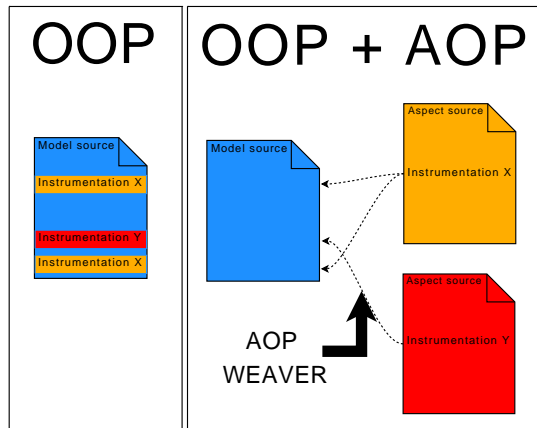 OOP
Model source
Instrumentation X
Instrumentation Y
Instrumentation X
OOP + AOP
Model source
Aspect source
Instrumentation X
Aspect source
Instrumentation Y
AOP
WEAVER